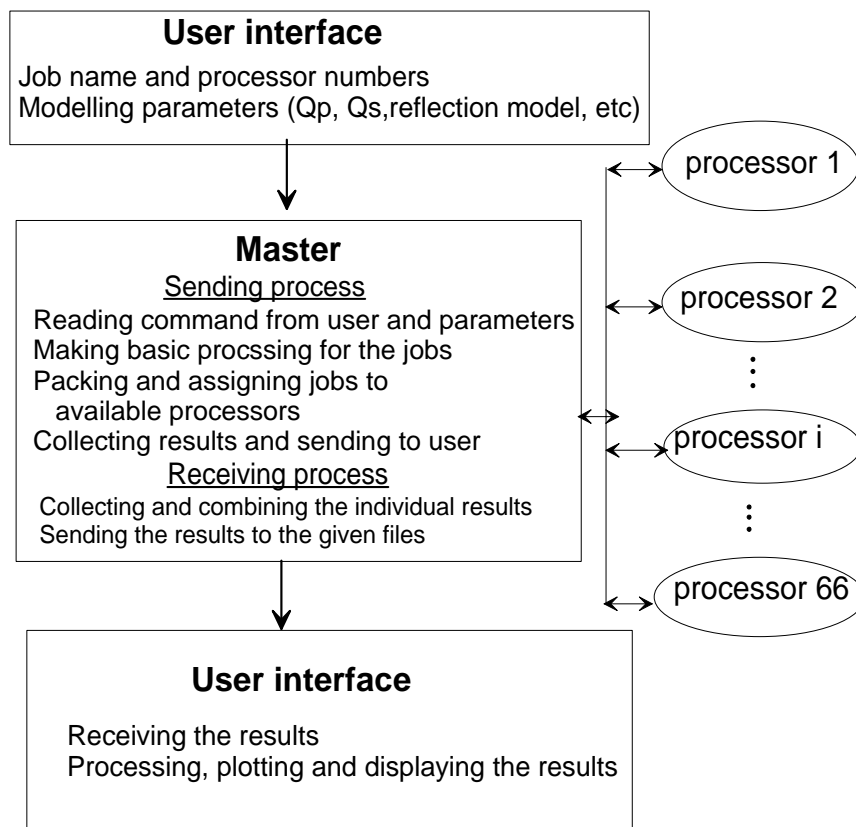 User interface
Job name and processor numbers
Modelling parameters (Qp, Qs,reflection model, etc)
Master
Sending process
Reading command from user and parameters
Making basic procssing for the jobs
Packing and assigning jobs to
available processors
Collecting results and sending to user
Receiving process
Collecting and combining the individual results
Sending the results to the given files
User interface
Receiving the results
Processing, plotting and displaying the results
processor 1
processor 2
⋮
processor i
⋮
processor 66